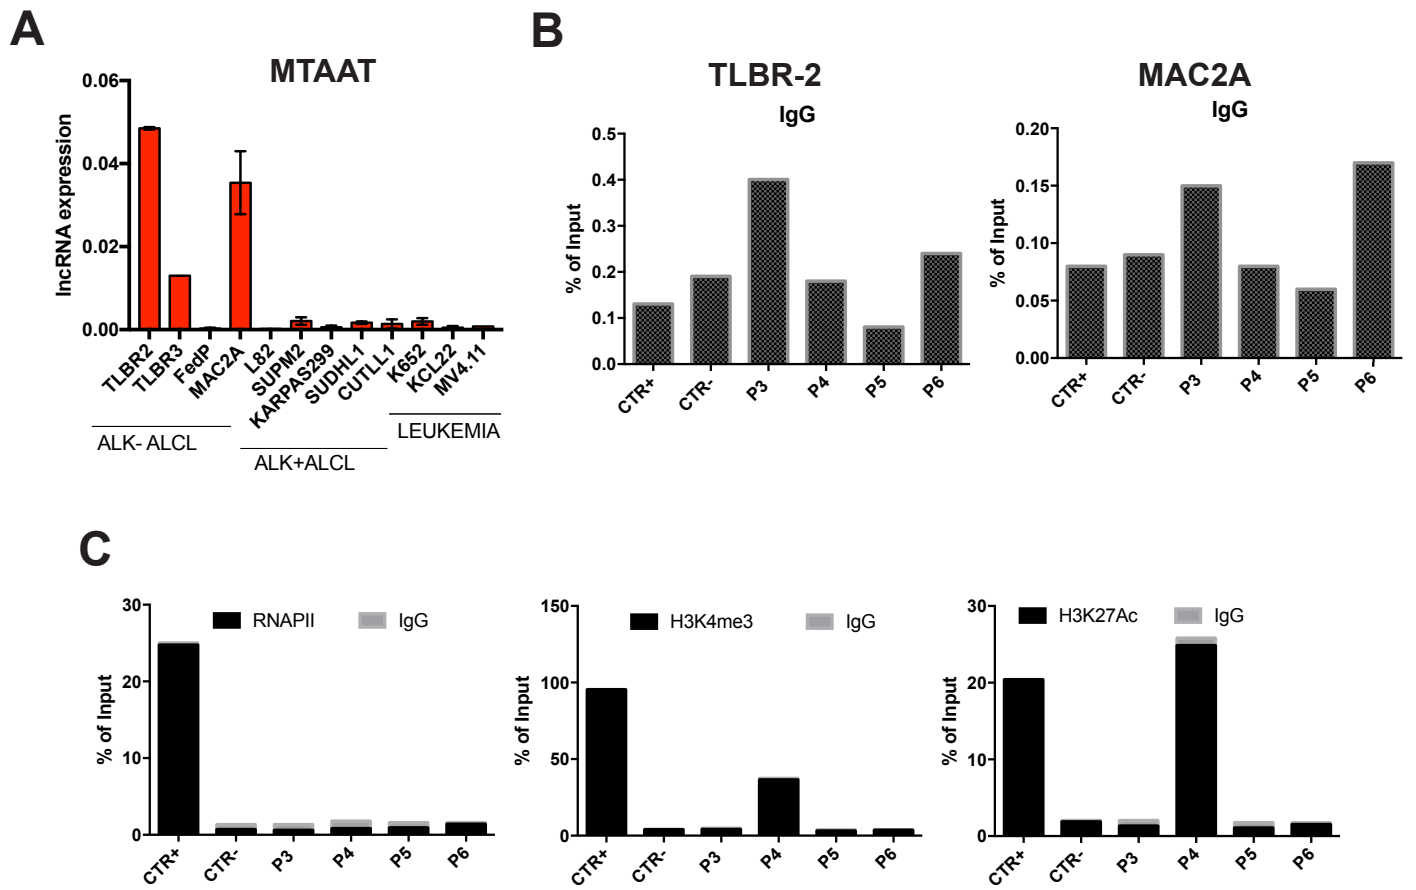 A
MTAAT
lncRNA expression
0.06
0.04
0.02
0.00
TLBR2
TLBR3
FedP
MAC2A
L82
SUPM2
KARPAS299
SUDHL1
CUTLL1
K652
KCL22
MV4.11
ALK- ALCL
ALK+ALCL
LEUKEMIA
B
TLBR-2
IgG
% of Input
0.5
0.4
0.3
0.2
0.1
0.0
CTR+
CTR-
P3
P4
P5
P6
MAC2A
IgG
% of Input
0.20
0.15
0.10
0.05
0.00
CTR+
CTR-
P3
P4
P5
P6
C
RNAPII
IgG
% of Input
30
20
10
0
CTR+
CTR-
P3
P4
P5
P6
H3K4me3
IgG
% of Input
150
100
50
0
CTR+
CTR-
P3
P4
P5
P6
H3K27Ac
IgG
% of Input
30
20
10
0
CTR+
CTR-
P3
P4
P5
P6